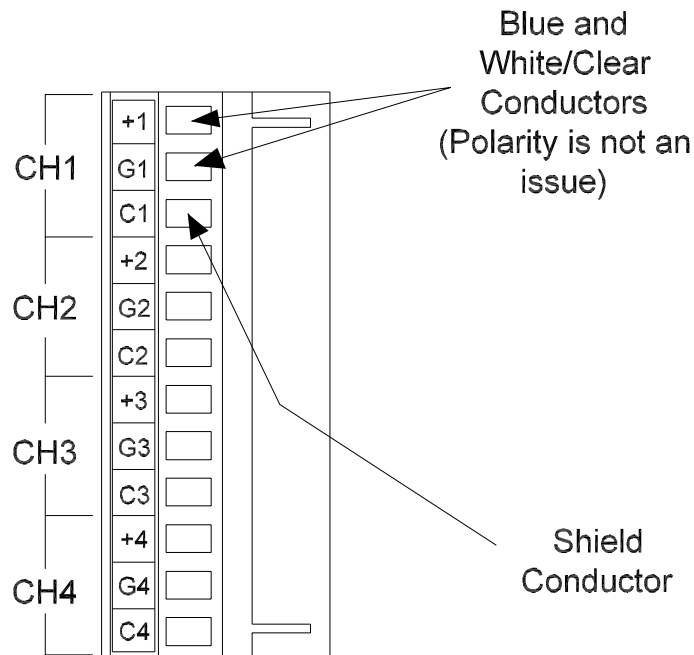 Blue and
White/Clear
Conductors
(Polarity is not an
issue)
CH1
+1
G1
C1
CH2
+2
G2
C2
CH3
+3
G3
C3
CH4
+4
G4
C4
Shield
Conductor